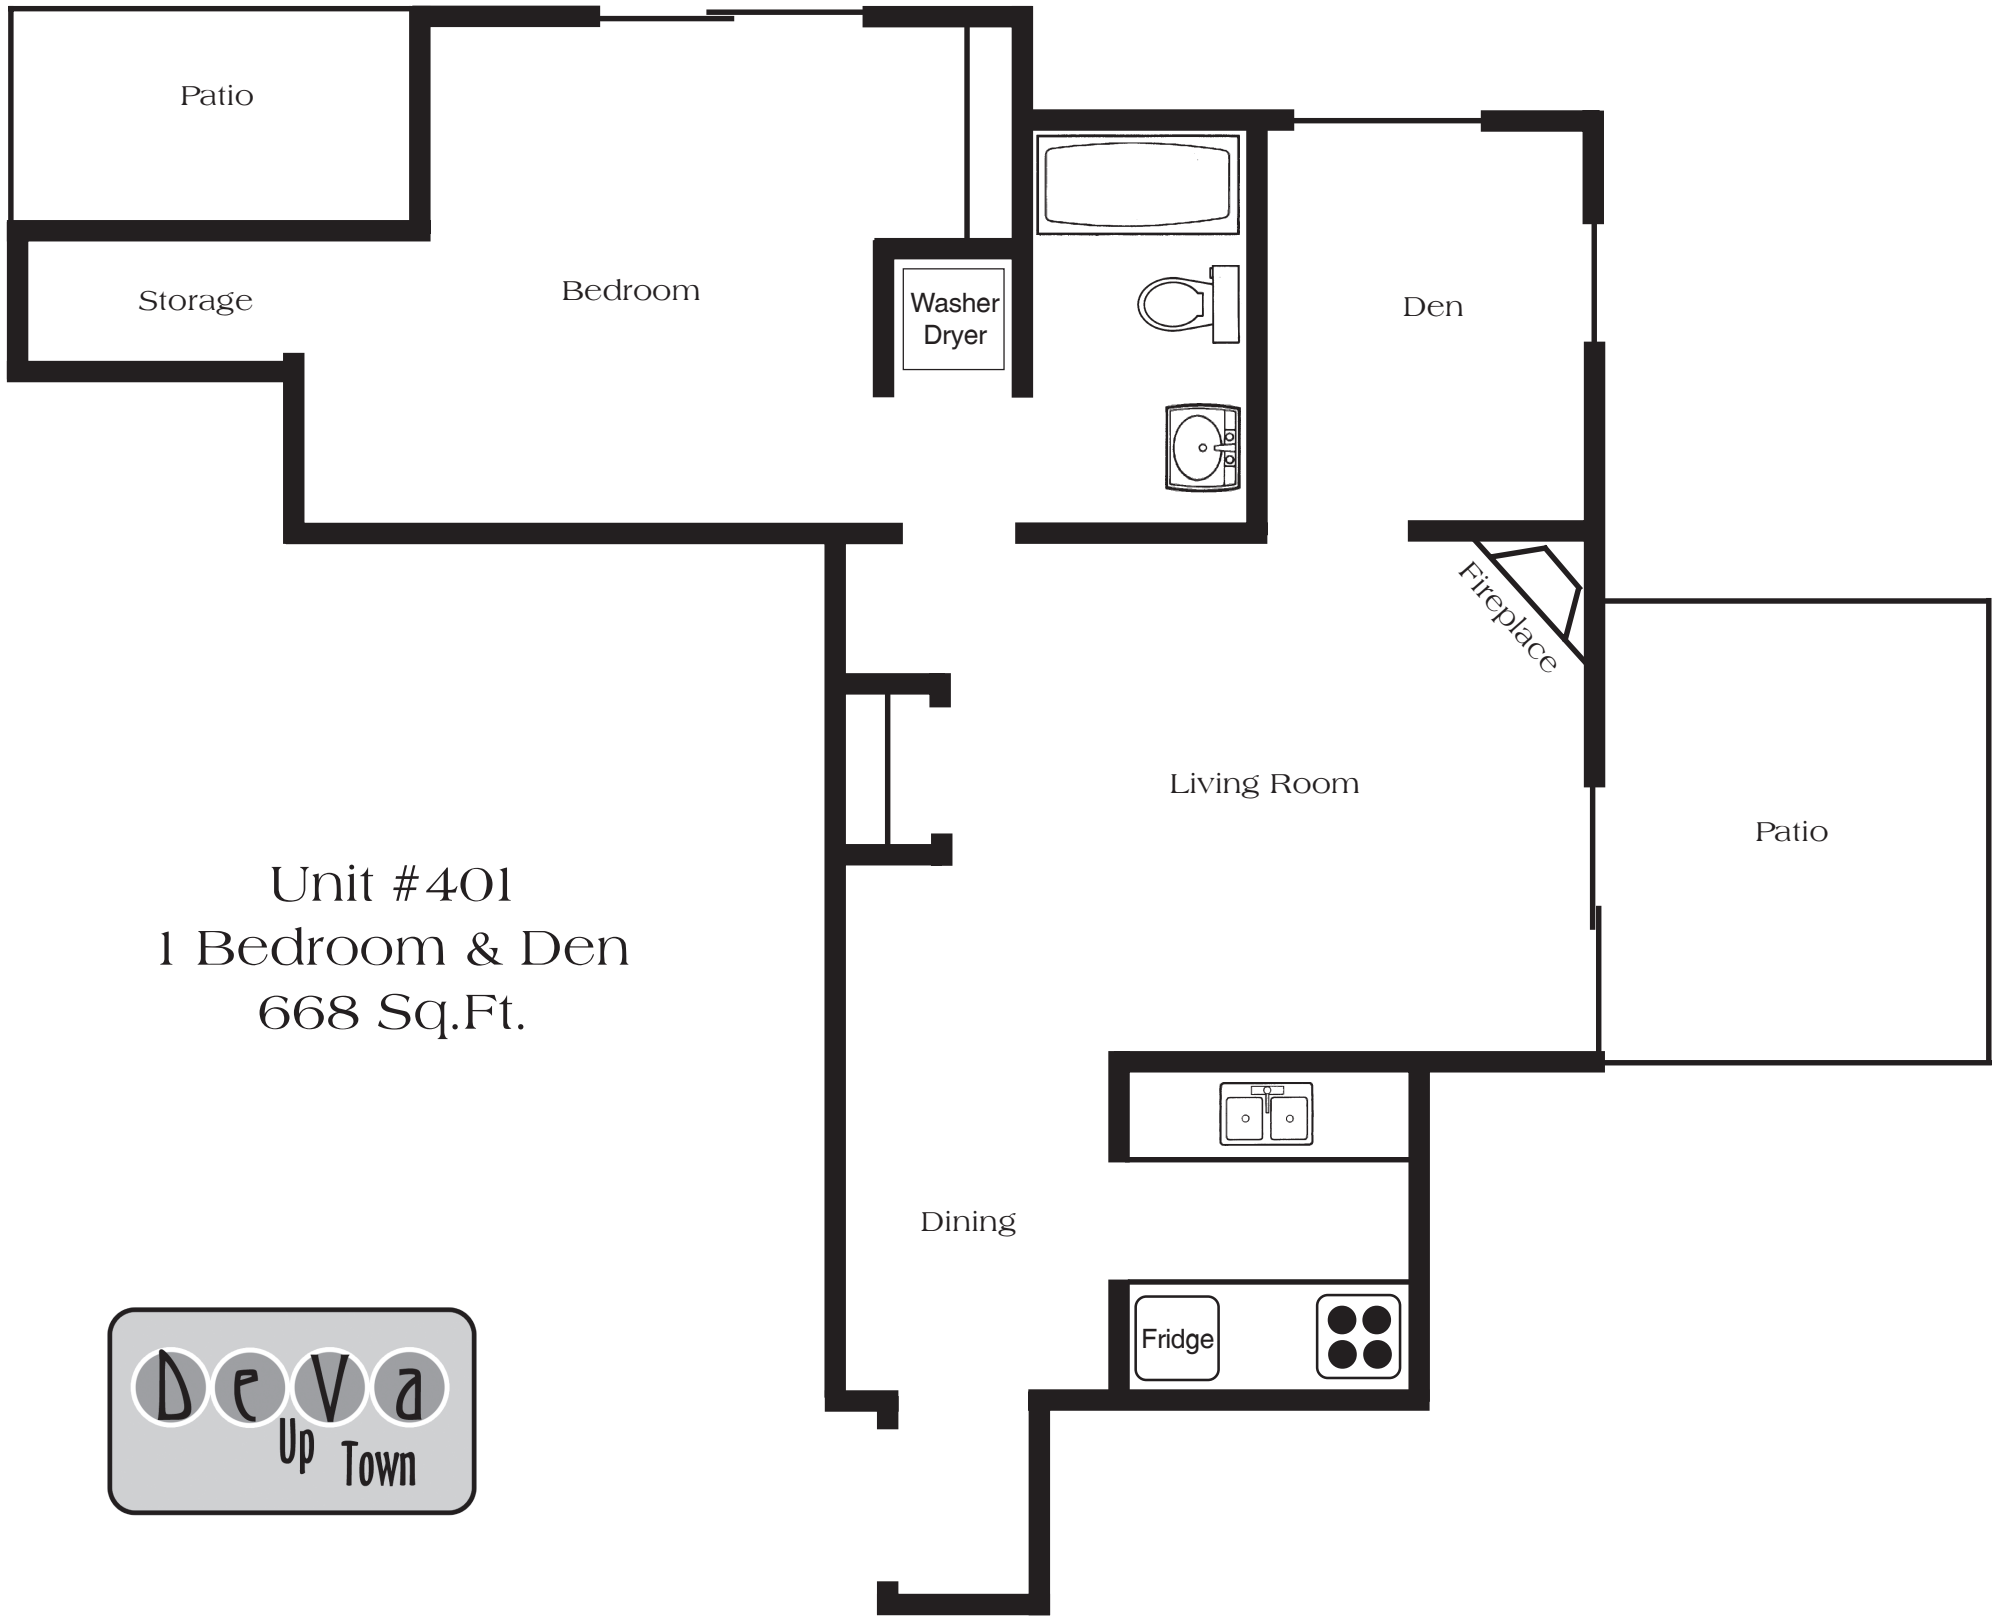 Patio
Storage
Bedroom
Washer
Dryer
Den
Fireplace
Living Room
Patio
Unit #401
1 Bedroom & Den
668 Sq.Ft.
Dining
Fridge
DeVa
Up
Town